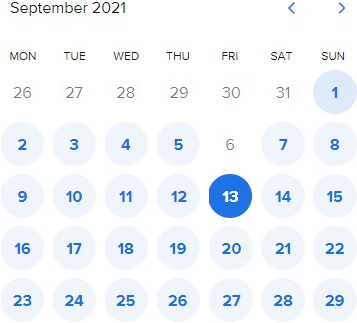 September 2021
MON TUE WED THU FRI SAT SUN
26 27 28 29 30 31 1
2 3 4 5 6 7 8
9 10 11 12 13 14 15
16 17 18 19 20 21 22
23 24 25 26 27 28 29